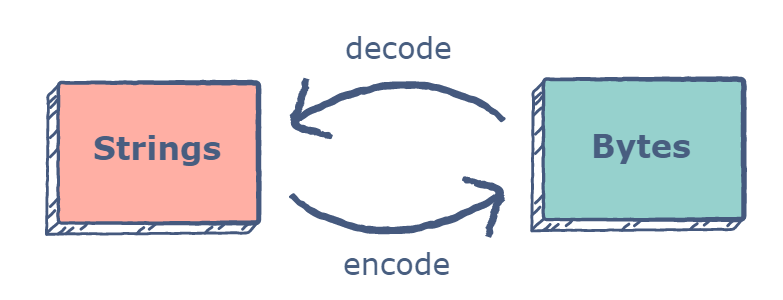 decode
Strings
Bytes
encode